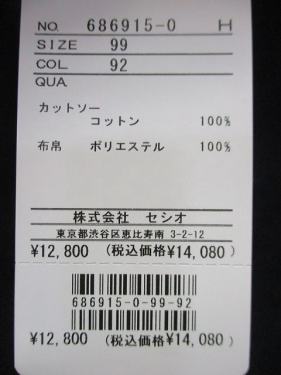 NO. 686915-0 H
SIZE 99
COL 92
QUA.
カットソー
コットン 100%
布帛 ポリエステル 100%
株式会社 セシオ
東京都渋谷区恵比寿南 3-2-12
¥12,800 (税込価格¥14,080)
686915-0-99-92
¥12,800 (税込価格¥14,080)